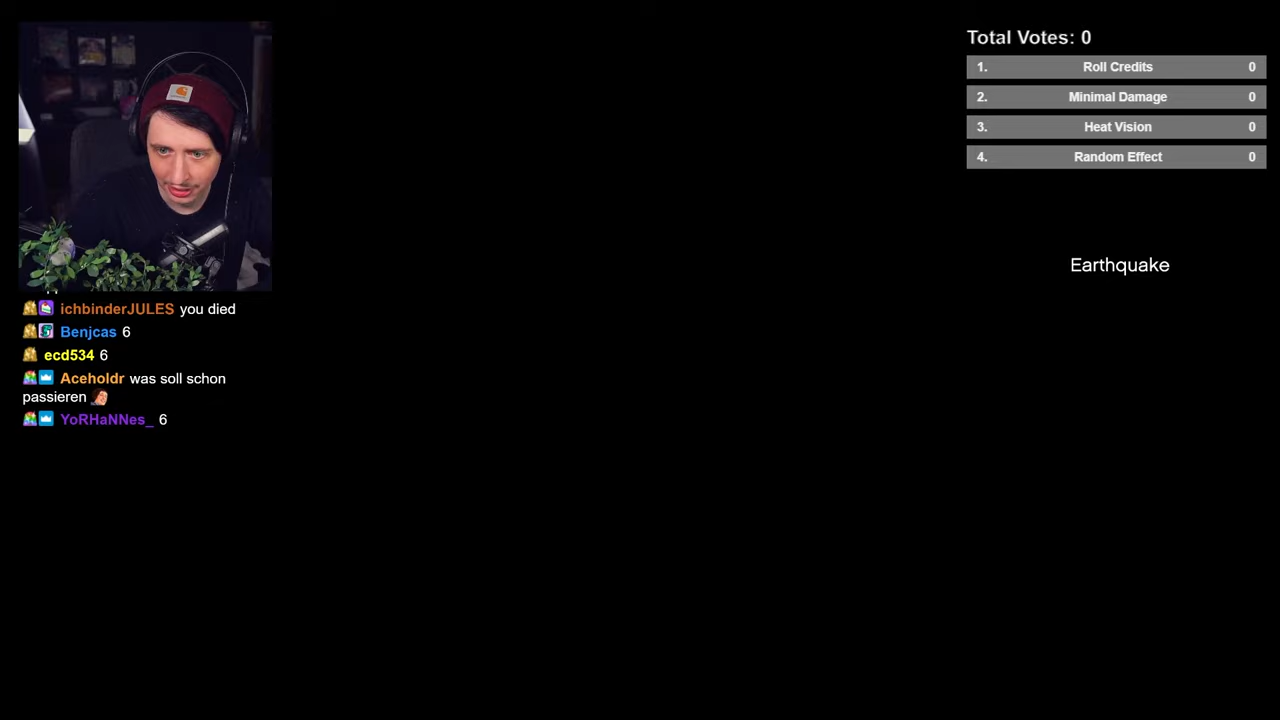 Total Votes: 0
1. Roll Credits 0
2. Minimal Damage 0
3. Heat Vision 0
4. Random Effect 0
Earthquake
ichbinderJULES you died
Benjcas 6
ecd534 6
Aceholdr was soll schon
passieren
YoRHaNNes_ 6